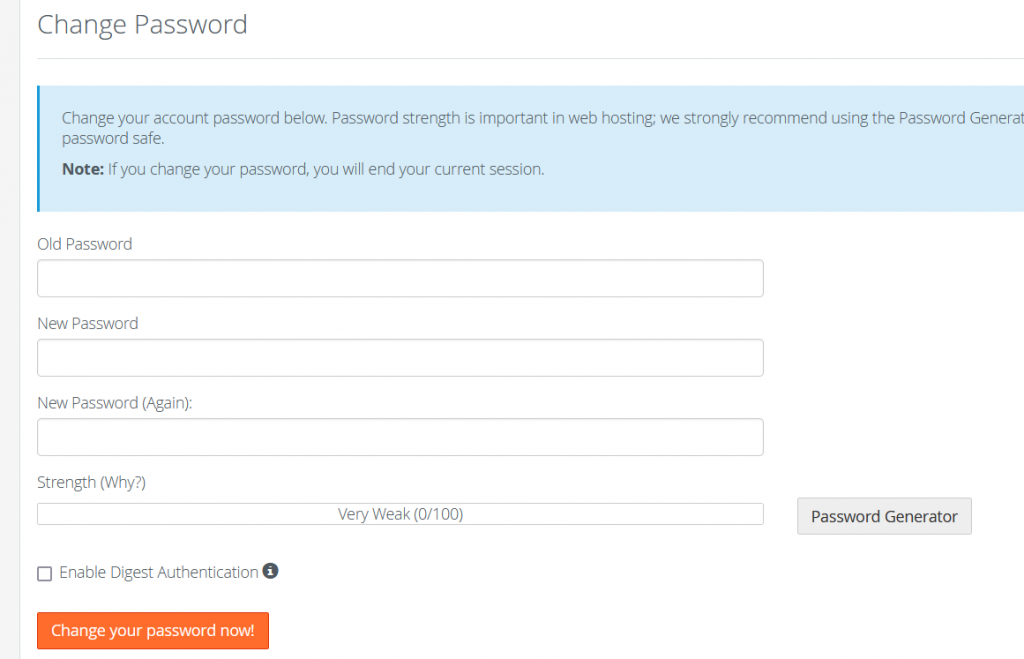 Change Password
Change your account password below. Password strength is important in web hosting; we strongly recommend using the Password Generat
password safe.
Note: If you change your password, you will end your current session.
Old Password
New Password
New Password (Again):
Strength (Why?)
Very Weak (0/100)
Password Generator
Enable Digest Authentication
Change your password now!